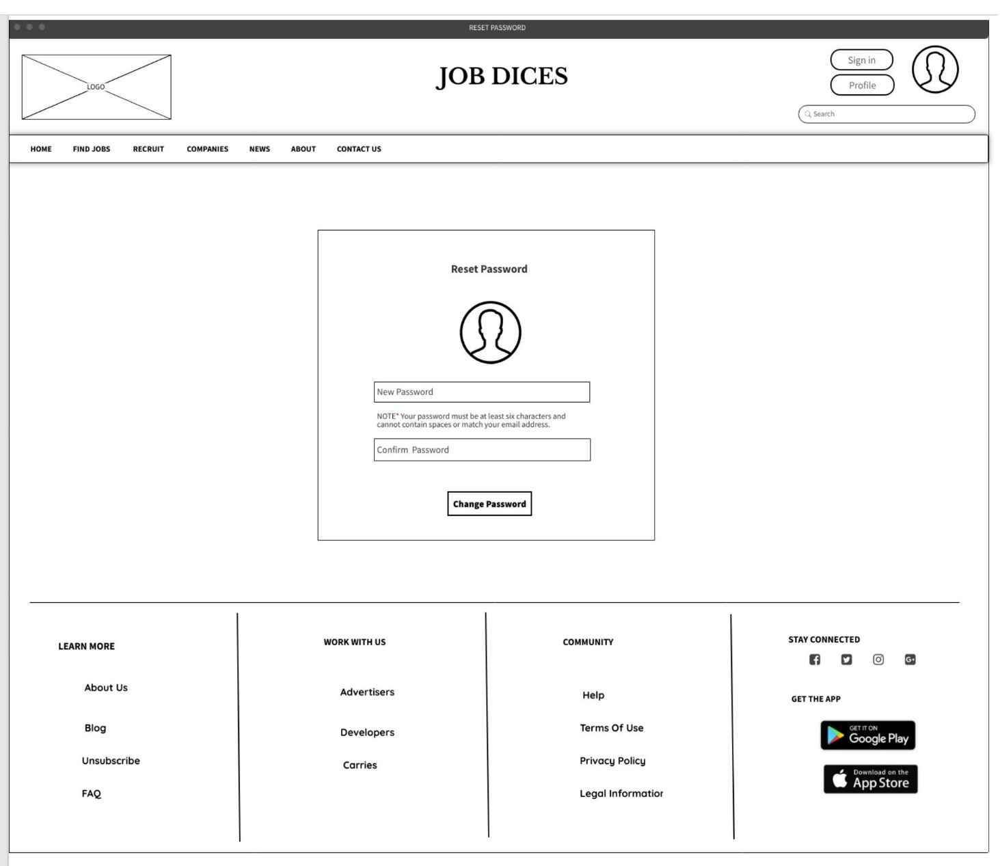 RESET PASSWORD
LOGO
JOB DICES
Sign in
Profile
Search
HOME FIND JOBS RECRUIT COMPANIES NEWS ABOUT CONTACT US
Reset Password
New Password
NOTE* Your password must be at least six characters and
cannot contain spaces or match your email address.
Confirm Password
Change Password
LEARN MORE
About Us
Blog
Unsubscribe
FAQ
WORK WITH US
Advertisers
Developers
Carries
COMMUNITY
Help
Terms Of Use
Privacy Policy
Legal Information
STAY CONNECTED
G+
GET THE APP
GET IT ON
Google Play
Download on the
App Store